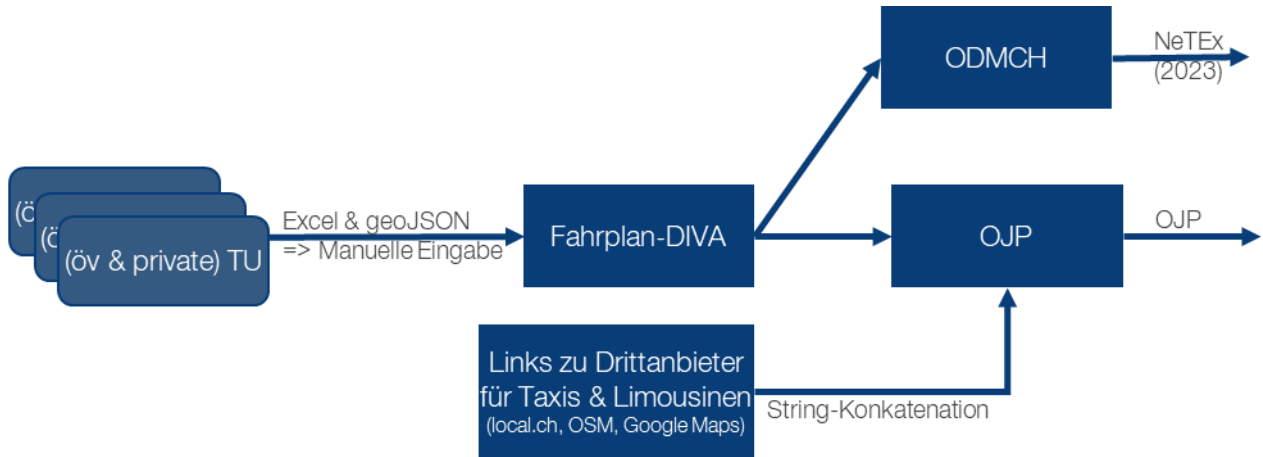 ODMCH
NeTEx
(2023)
(ö
(ö
(öv & private) TU
Excel & geoJSON
=> Manuelle Eingabe
Fahrplan-DIVA
OJP
OJP
Links zu Drittanbieter
für Taxis & Limousinen
(local.ch, OSM, Google Maps)
String-Konkatenation